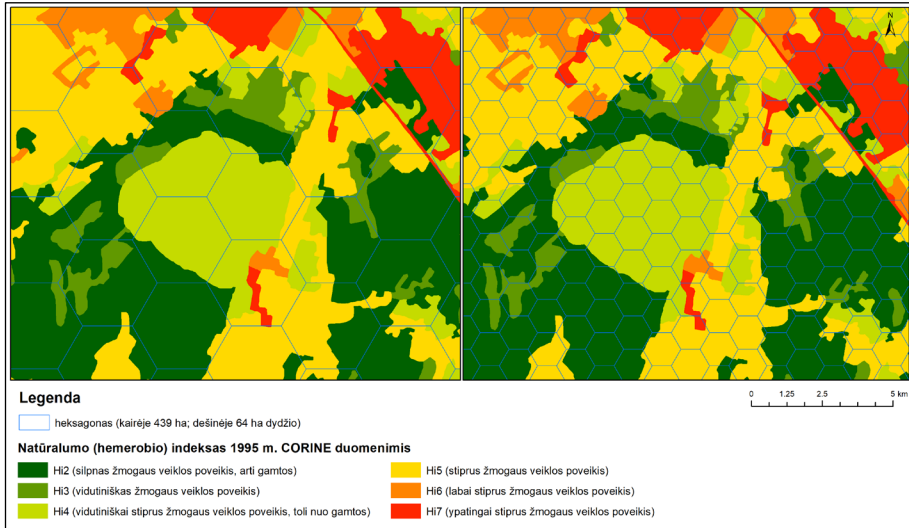 N
Legenda
heksagonas (kairėje 439 ha; dešinėje 64 ha dydžio)
0 1.25 2.5 5 km
Natūralumo (hemerobio) indeksas 1995 m. CORINE duomenimis
Hi2 (silpnas žmogaus veiklos poveikis, arti gamtos)
Hi3 (vidutiniškas žmogaus veiklos poveikis)
Hi4 (vidutiniškai stiprus žmogaus veiklos poveikis, toli nuo gamtos)
Hi5 (stiprus žmogaus veiklos poveikis)
Hi6 (labai stiprus žmogaus veiklos poveikis)
Hi7 (ypatingai stiprus žmogaus veiklos poveikis)